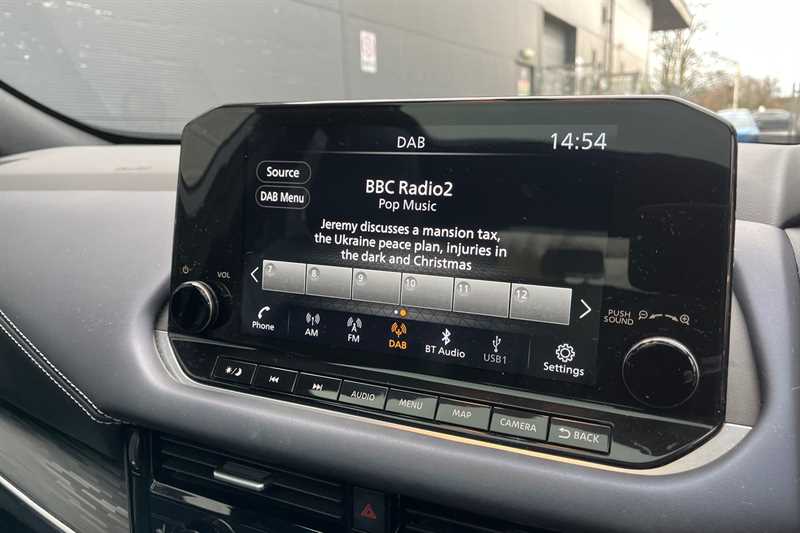 DAB
14:54
Source
DAB Menu
BBC Radio2
Pop Music
Jeremy discusses a mansion tax,
the Ukraine peace plan, injuries in
the dark and Christmas
7 8 9 10 11 12
VOL
PUSH
SOUND
Phone
AM
FM
DAB
BT Audio
USB1
Settings
AUDIO
MENU
MAP
CAMERA
BACK